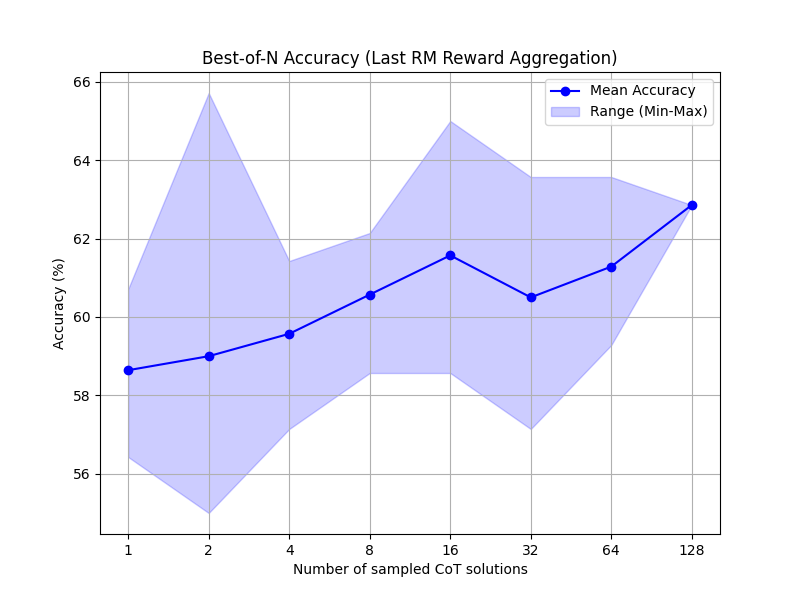 Best-of-N Accuracy (Last RM Reward Aggregation)
Mean Accuracy
Range (Min-Max)
Accuracy (%)
66
64
62
60
58
56
1 2 4 8 16 32 64 128
Number of sampled CoT solutions